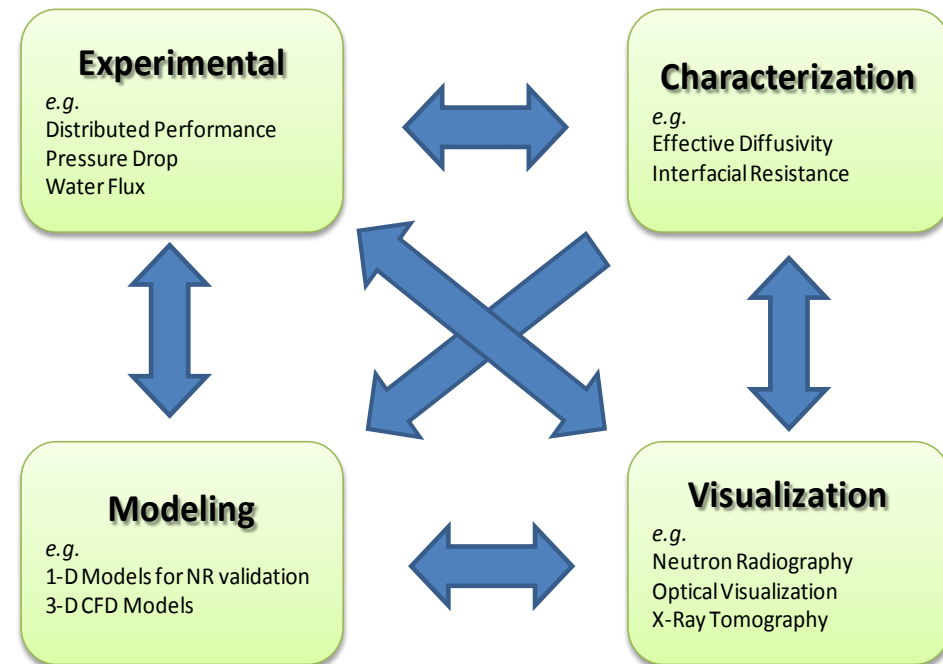 Experimental
e.g.
Distributed Performance
Pressure Drop
Water Flux
Characterization
e.g.
Effective Diffusivity
Interfacial Resistance
Modeling
e.g.
1-D Models for NR validation
3-D CFD Models
Visualization
e.g.
Neutron Radiography
Optical Visualization
X-Ray Tomography